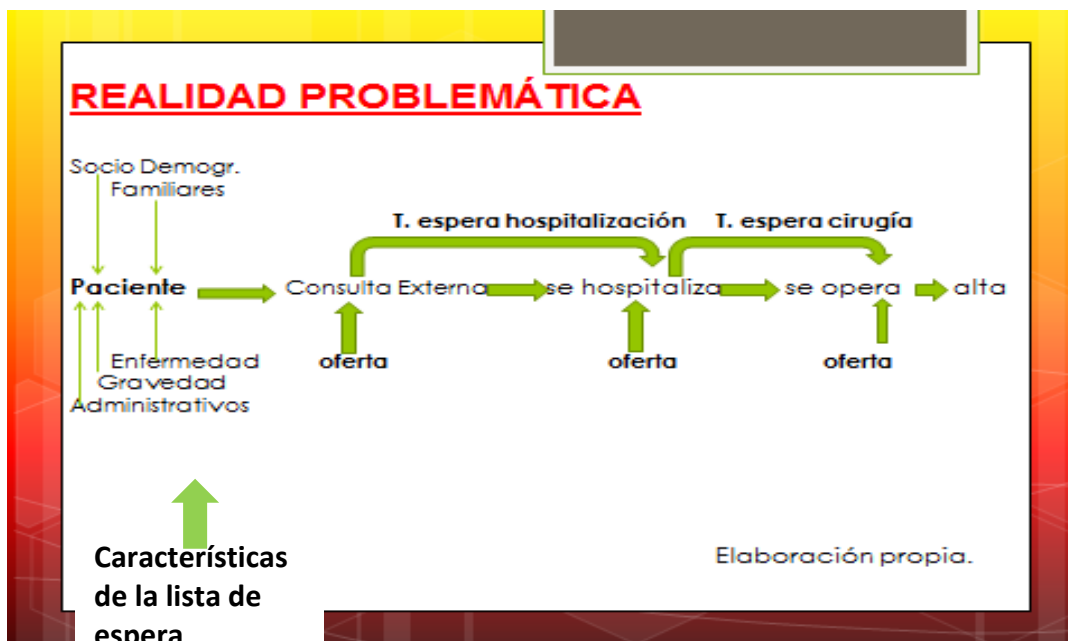 REALIDAD PROBLEMÁTICA
Socio Demogr.
Familiares
T. espera hospitalización T. espera cirugía
Paciente Consulta Externa se hospitaliza se opera alta
Enfermedad oferta oferta oferta
Gravedad
Administrativos
Características
de la lista de
espera
Elaboración propia.